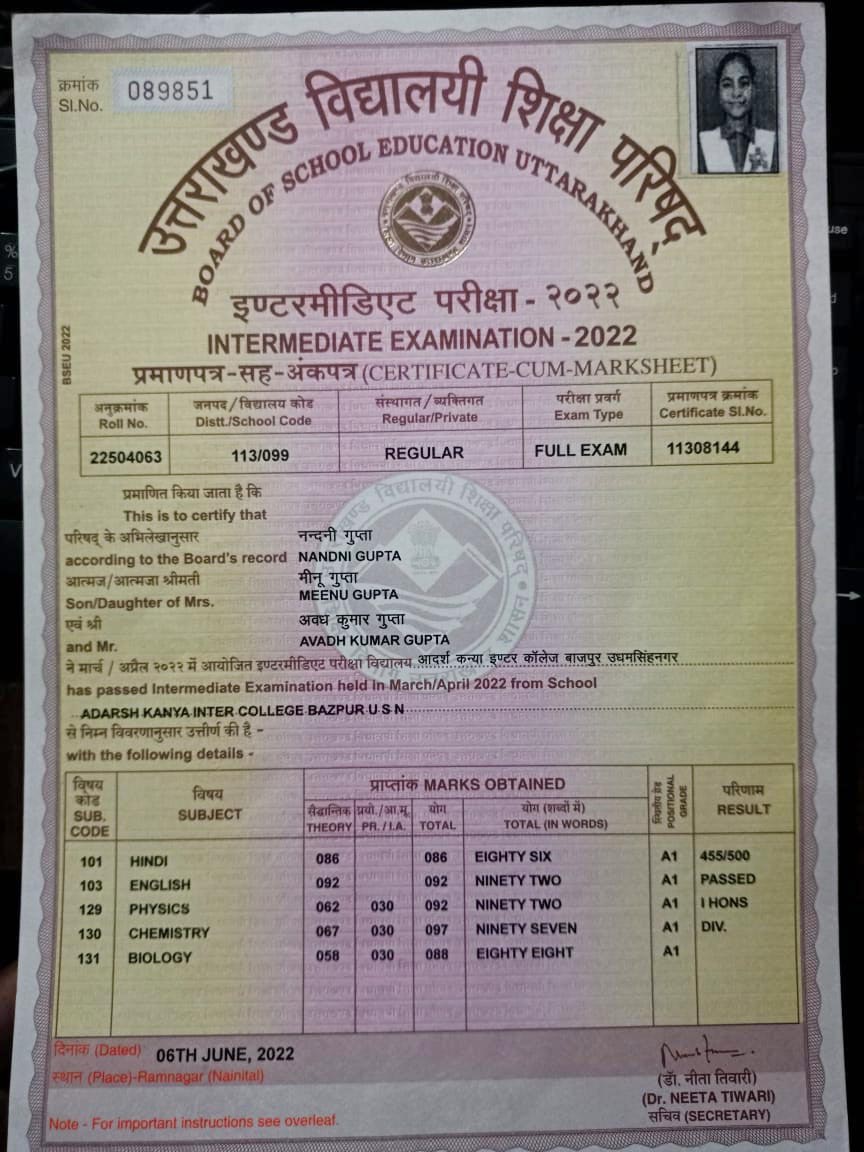 क्रमांक
Sl.No. 089851
उत्तराखण्ड विद्यालयी शिक्षा परिषद्
BOARD OF SCHOOL EDUCATION UTTARAKHAND
इण्टरमीडिएट परीक्षा - २०२२
INTERMEDIATE EXAMINATION - 2022
प्रमाणपत्र-सह-अंकपत्र (CERTIFICATE-CUM-MARKSHEET)
BSEU 2022
अनुक्रमांक जनपद/विद्यालय कोड संस्थागत/व्यक्तिगत परीक्षा प्रवर्ग प्रमाणपत्र क्रमांक
Roll No. Distt./School Code Regular/Private Exam Type Certificate Sl.No.
22504063 113/099 REGULAR FULL EXAM 11308144
प्रमाणित किया जाता है कि
This is to certify that
परिषद् के अभिलेखानुसार नन्दनी गुप्ता
according to the Board's record NANDNI GUPTA
आत्मज/आत्मजा श्रीमती मीनू गुप्ता
Son/Daughter of Mrs. MEENU GUPTA
एवं श्री अवध कुमार गुप्ता
and Mr. AVADH KUMAR GUPTA
ने मार्च / अप्रैल २०२२ में आयोजित इण्टरमीडिएट परीक्षा विद्यालय आदर्श कन्या इण्टर कॉलेज बाजपुर उधमसिंहनगर
has passed Intermediate Examination held in March/April 2022 from School
ADARSH KANYA INTER COLLEGE BAZPUR U S N
से निम्न विवरणानुसार उत्तीर्ण की है -
with the following details -
विषय कोड विषय प्राप्तांक MARKS OBTAINED स्थितीय ग्रेड परिणाम
SUB. CODE SUBJECT POSITIONAL GRADE RESULT
सैद्धान्तिक प्रयो./आ.मू. योग योग (शब्दों में)
THEORY PR. / I.A. TOTAL TOTAL (IN WORDS)
101 HINDI 086 086 EIGHTY SIX A1 455/500
103 ENGLISH 092 092 NINETY TWO A1 PASSED
129 PHYSICS 062 030 092 NINETY TWO A1 I HONS
130 CHEMISTRY 067 030 097 NINETY SEVEN A1 DIV.
131 BIOLOGY 058 030 088 EIGHTY EIGHT A1
दिनांक (Dated) 06TH JUNE, 2022
स्थान (Place)-Ramnagar (Nainital)
(डॉ. नीता तिवारी)
(Dr. NEETA TIWARI)
सचिव (SECRETARY)
Note - For important instructions see overleaf.